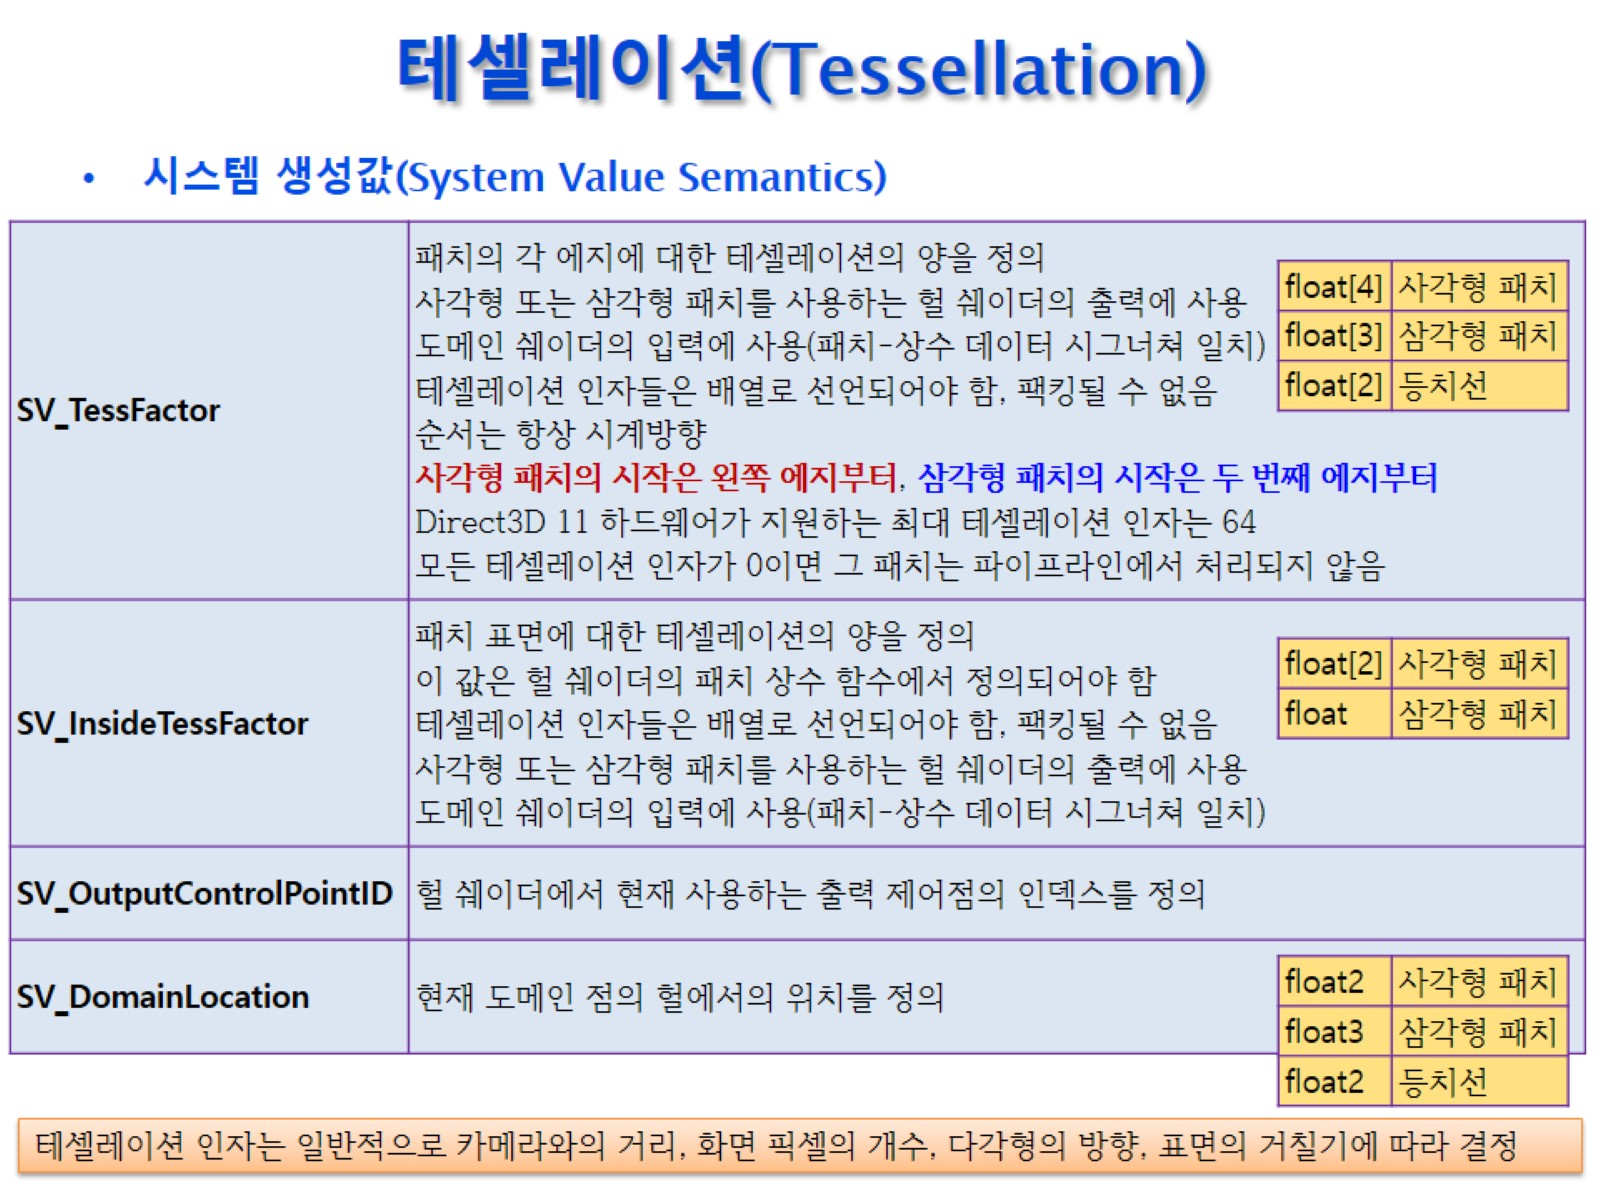 테셀레이션(Tessellation)
• 시스템 생성값(System Value Semantics)
SV_TessFactor
패치의 각 에지에 대한 테셀레이션의 양을 정의
사각형 또는 삼각형 패치를 사용하는 헐 쉐이더의 출력에 사용
도메인 쉐이더의 입력에 사용(패치-상수 데이터 시그너쳐 일치)
테셀레이션 인자들은 배열로 선언되어야 함, 팩킹될 수 없음
순서는 항상 시계방향
사각형 패치의 시작은 왼쪽 에지부터, 삼각형 패치의 시작은 두 번째 에지부터
Direct3D 11 하드웨어가 지원하는 최대 테셀레이션 인자는 64
모든 테셀레이션 인자가 0이면 그 패치는 파이프라인에서 처리되지 않음
float[4] 사각형 패치
float[3] 삼각형 패치
float[2] 등치선
SV_InsideTessFactor
패치 표면에 대한 테셀레이션의 양을 정의
이 값은 헐 쉐이더의 패치 상수 함수에서 정의되어야 함
테셀레이션 인자들은 배열로 선언되어야 함, 팩킹될 수 없음
사각형 또는 삼각형 패치를 사용하는 헐 쉐이더의 출력에 사용
도메인 쉐이더의 입력에 사용(패치-상수 데이터 시그너쳐 일치)
float[2] 사각형 패치
float 삼각형 패치
SV_OutputControlPointID
헐 쉐이더에서 현재 사용하는 출력 제어점의 인덱스를 정의
SV_DomainLocation
현재 도메인 점의 헐에서의 위치를 정의
float2 사각형 패치
float3 삼각형 패치
float2 등치선
테셀레이션 인자는 일반적으로 카메라와의 거리, 화면 픽셀의 개수, 다각형의 방향, 표면의 거칠기에 따라 결정